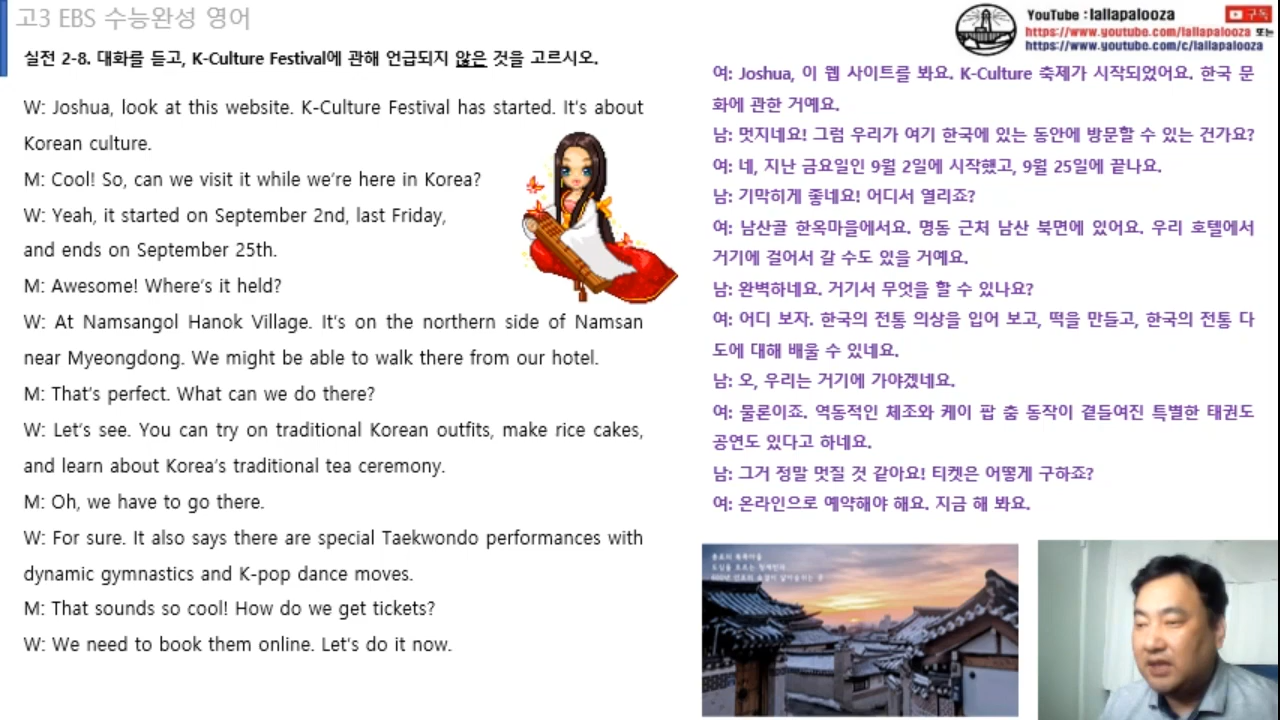 고3 EBS 수능완성 영어
실전 2-8. 대화를 듣고, K-Culture Festival에 관해 언급되지 않은 것을 고르시오.
W: Joshua, look at this website. K-Culture Festival has started. It's about
Korean culture.
M: Cool! So, can we visit it while we're here in Korea?
W: Yeah, it started on September 2nd, last Friday,
and ends on September 25th.
M: Awesome! Where's it held?
W: At Namsangol Hanok Village. It's on the northern side of Namsan
near Myeongdong. We might be able to walk there from our hotel.
M: That's perfect. What can we do there?
W: Let's see. You can try on traditional Korean outfits, make rice cakes,
and learn about Korea's traditional tea ceremony.
M: Oh, we have to go there.
W: For sure. It also says there are special Taekwondo performances with
dynamic gymnastics and K-pop dance moves.
M: That sounds so cool! How do we get tickets?
W: We need to book them online. Let's do it now.
YouTube : lallapalooza
구독
https://www.youtube.com/lallapalooza 또는
https://www.youtube.com/c/lallapalooza
여: Joshua, 이 웹 사이트를 봐요. K-Culture 축제가 시작되었어요. 한국 문
화에 관한 거예요.
남: 멋지네요! 그럼 우리가 여기 한국에 있는 동안에 방문할 수 있는 건가요?
여: 네, 지난 금요일인 9월 2일에 시작했고, 9월 25일에 끝나요.
남: 기막히게 좋네요! 어디서 열리죠?
여: 남산골 한옥마을에서요. 명동 근처 남산 북면에 있어요. 우리 호텔에서
거기에 걸어서 갈 수도 있을 거예요.
남: 완벽하네요. 거기서 무엇을 할 수 있나요?
여: 어디 보자. 한국의 전통 의상을 입어 보고, 떡을 만들고, 한국의 전통 다
도에 대해 배울 수 있네요.
남: 오, 우리는 거기에 가야겠네요.
여: 물론이죠. 역동적인 체조와 케이 팝 춤 동작이 곁들여진 특별한 태권도
공연도 있다고 하네요.
남: 그거 정말 멋질 것 같아요! 티켓은 어떻게 구하죠?
여: 온라인으로 예약해야 해요. 지금 해 봐요.